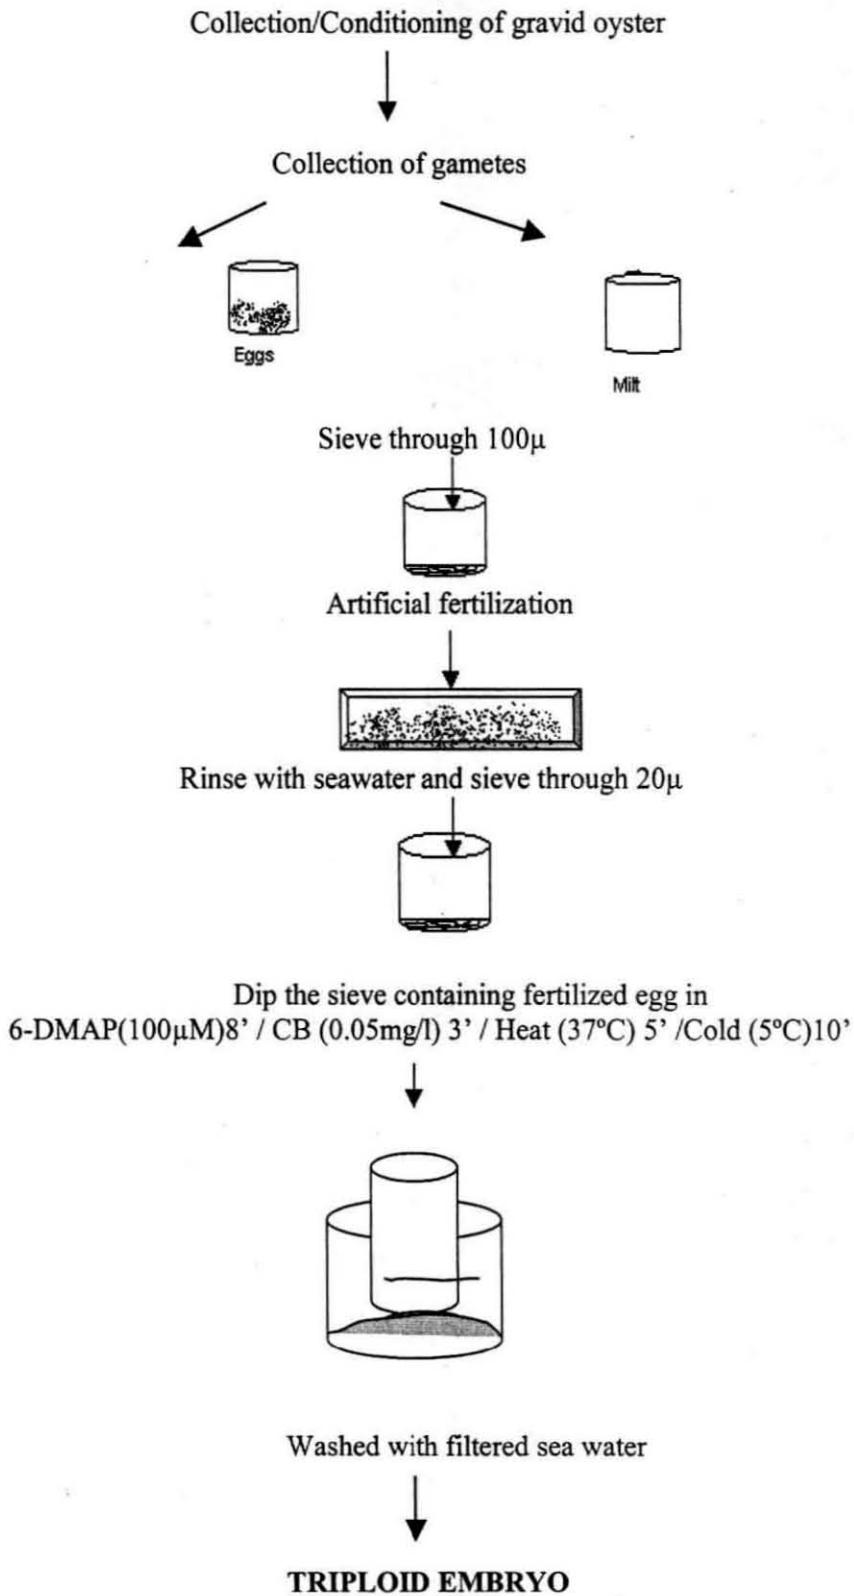 Collection/Conditioning of gravid oyster
Collection of gametes
Eggs
Milt
Sieve through 100μ
Artificial fertilization
Rinse with seawater and sieve through 20μ
Dip the sieve containing fertilized egg in
6-DMAP(100μM)8’ / CB (0.05mg/l) 3’ / Heat (37ºC) 5’ /Cold (5ºC)10’
Washed with filtered sea water
TRIPLOID EMBRYO